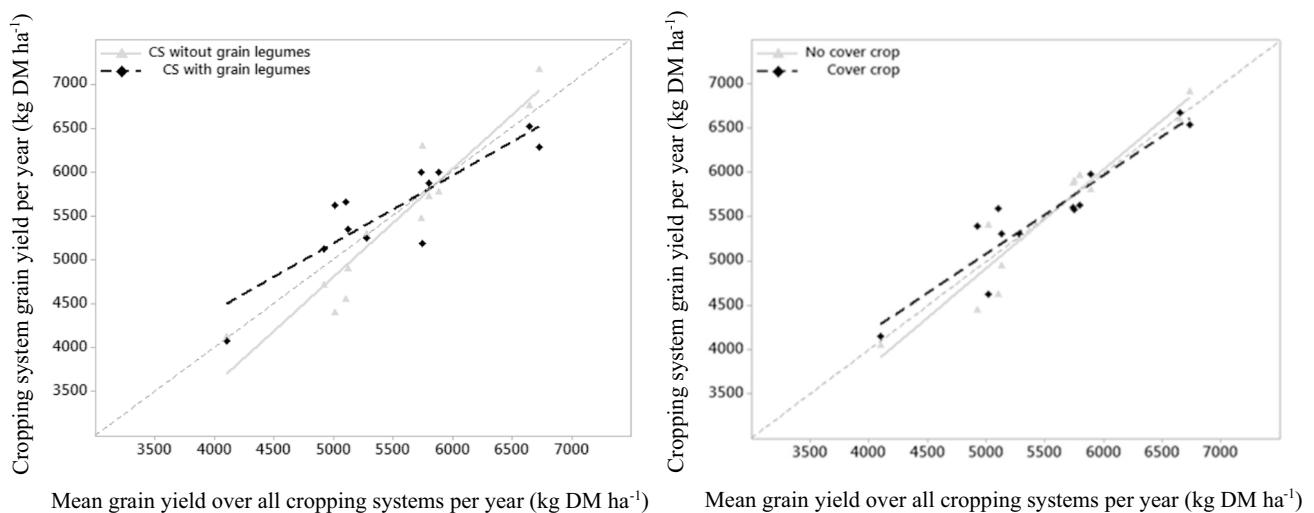 Cropping system grain yield per year (kg DM ha⁻¹)
CS witout grain legumes
CS with grain legumes
7000
6500
6000
5500
5000
4500
4000
3500
3500 4000 4500 5000 5500 6000 6500 7000
Mean grain yield over all cropping systems per year (kg DM ha⁻¹)
Cropping system grain yield per year (kg DM ha⁻¹)
No cover crop
Cover crop
7000
6500
6000
5500
5000
4500
4000
3500
3500 4000 4500 5000 5500 6000 6500 7000
Mean grain yield over all cropping systems per year (kg DM ha⁻¹)